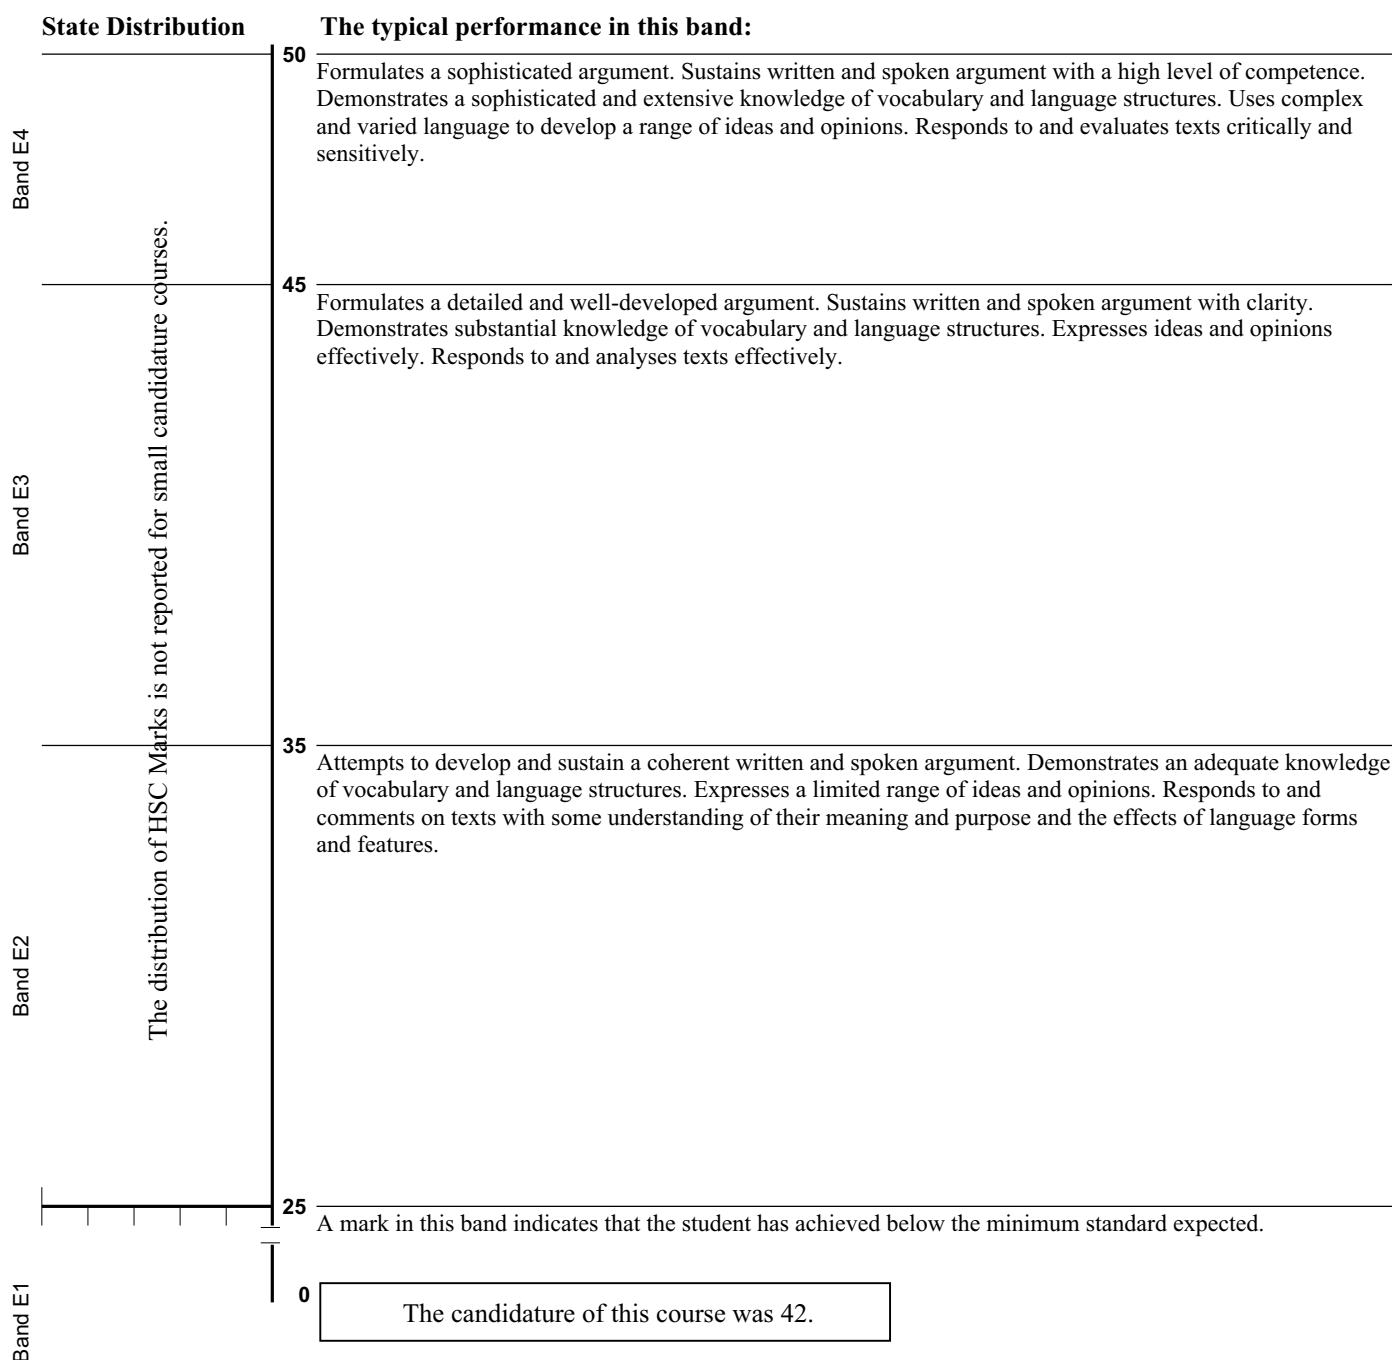 State Distribution
The typical performance in this band:
50
Formulates a sophisticated argument. Sustains written and spoken argument with a high level of competence.
Demonstrates a sophisticated and extensive knowledge of vocabulary and language structures. Uses complex
and varied language to develop a range of ideas and opinions. Responds to and evaluates texts critically and
sensitively.
Band E4
45
Formulates a detailed and well-developed argument. Sustains written and spoken argument with clarity.
Demonstrates substantial knowledge of vocabulary and language structures. Expresses ideas and opinions
effectively. Responds to and analyses texts effectively.
Band E3
The distribution of HSC Marks is not reported for small candidature courses.
35
Attempts to develop and sustain a coherent written and spoken argument. Demonstrates an adequate knowledge
of vocabulary and language structures. Expresses a limited range of ideas and opinions. Responds to and
comments on texts with some understanding of their meaning and purpose and the effects of language forms
and features.
Band E2
25
A mark in this band indicates that the student has achieved below the minimum standard expected.
0
Band E1
The candidature of this course was 42.